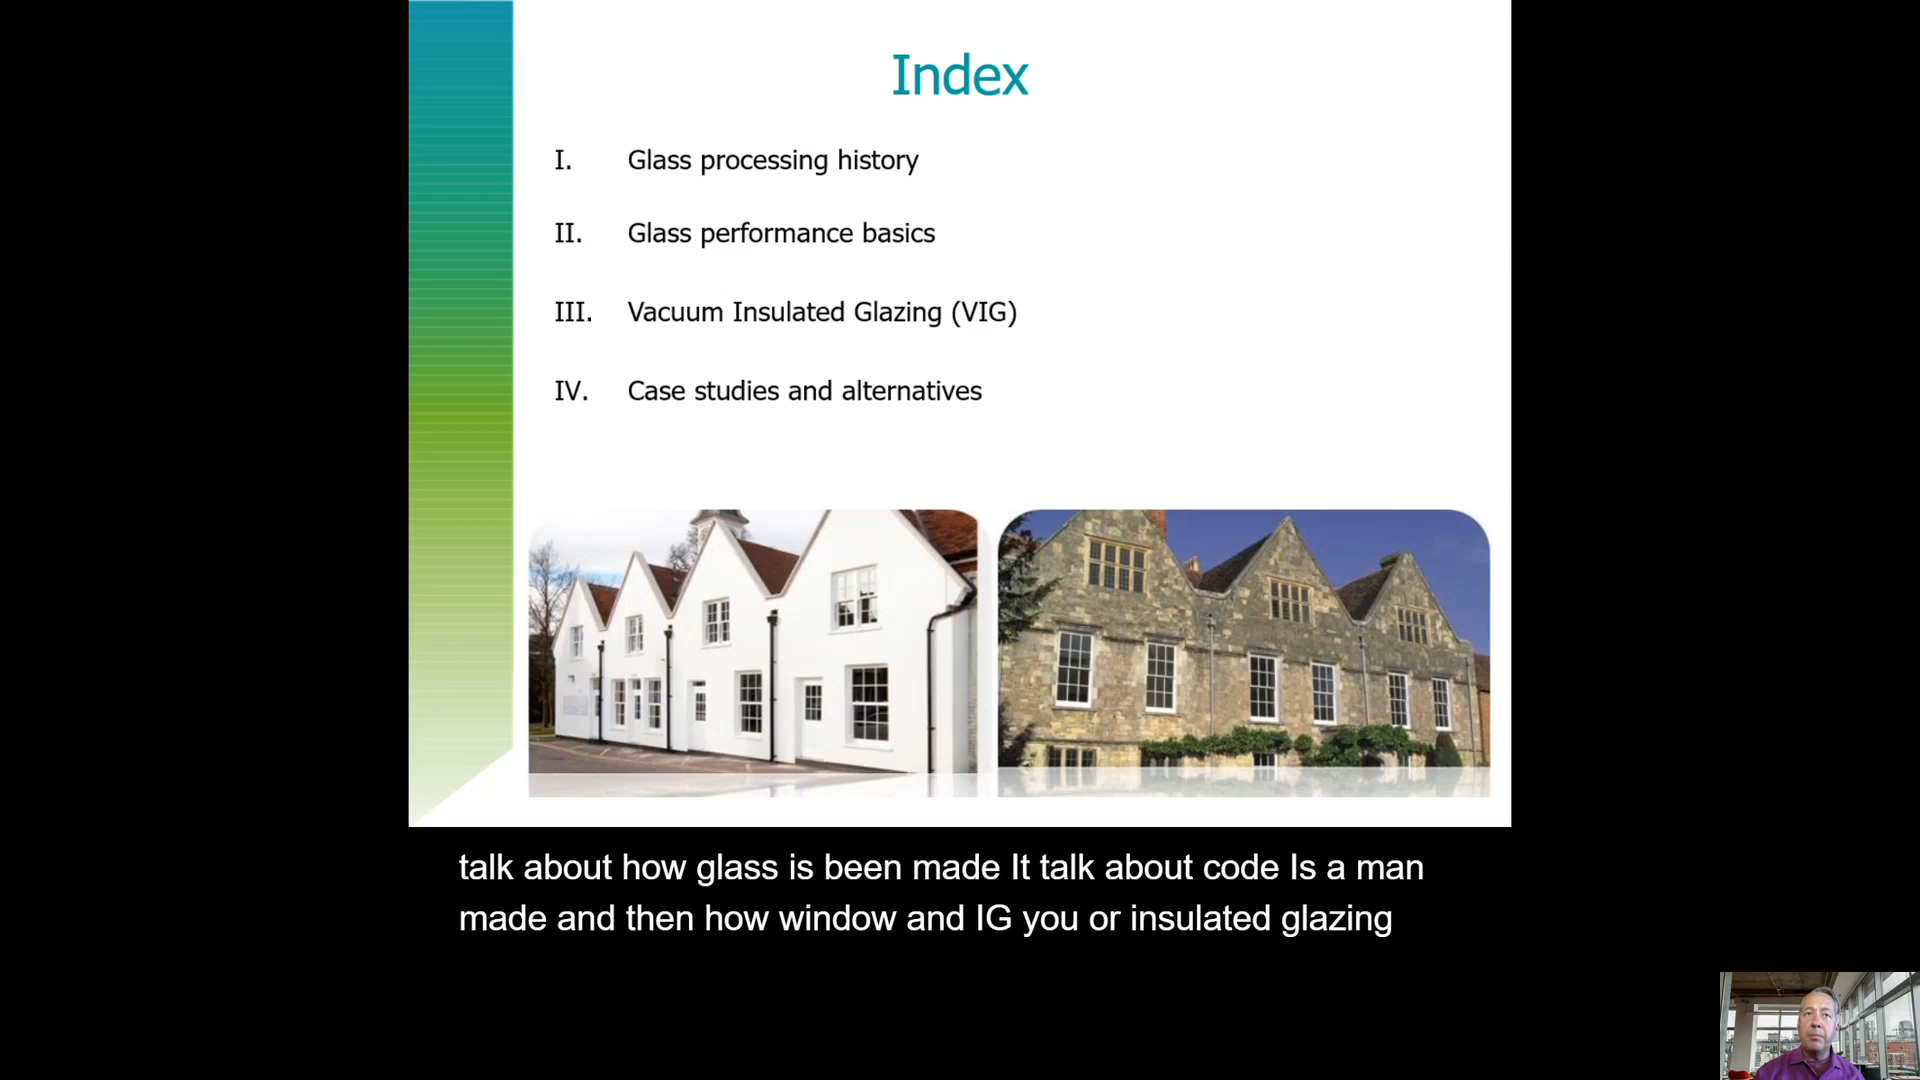 Index
I. Glass processing history
II. Glass performance basics
III. Vacuum Insulated Glazing (VIG)
IV. Case studies and alternatives
talk about how glass is been made It talk about code Is a man
made and then how window and IG you or insulated glazing